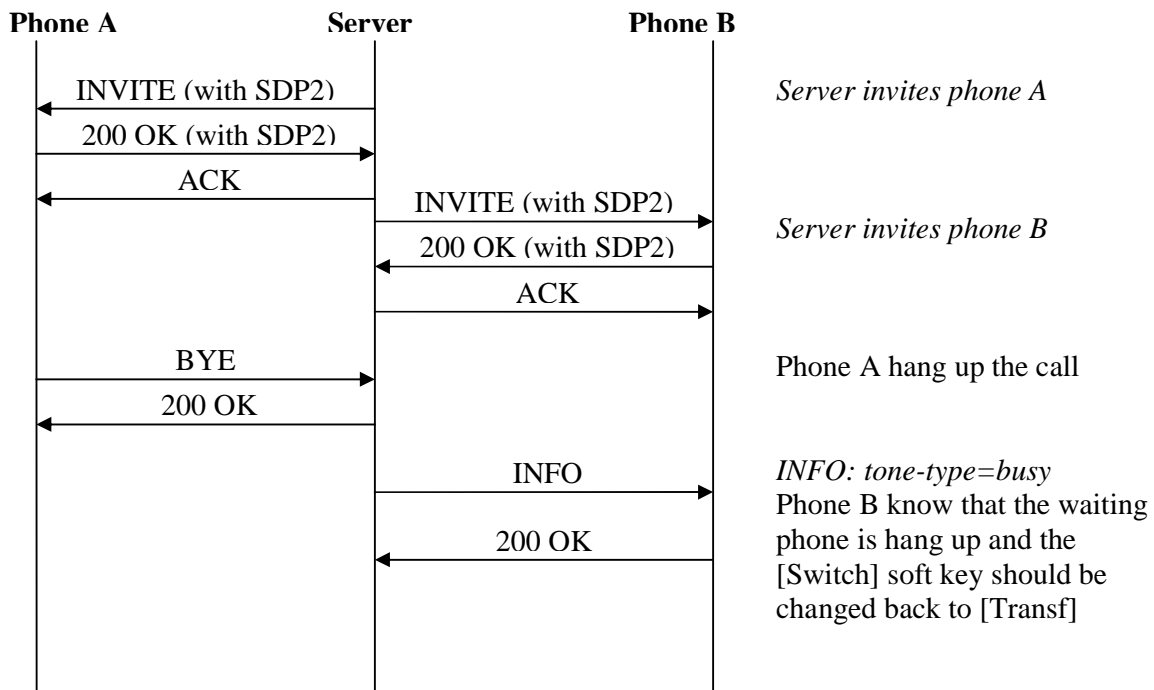 Phone A Server Phone B
INVITE (with SDP2)
Server invites phone A
200 OK (with SDP2)
ACK
INVITE (with SDP2)
Server invites phone B
200 OK (with SDP2)
ACK
BYE
Phone A hang up the call
200 OK
INFO
INFO: tone-type=busy
Phone B know that the waiting
200 OK
phone is hang up and the
[Switch] soft key should be
changed back to [Transf]